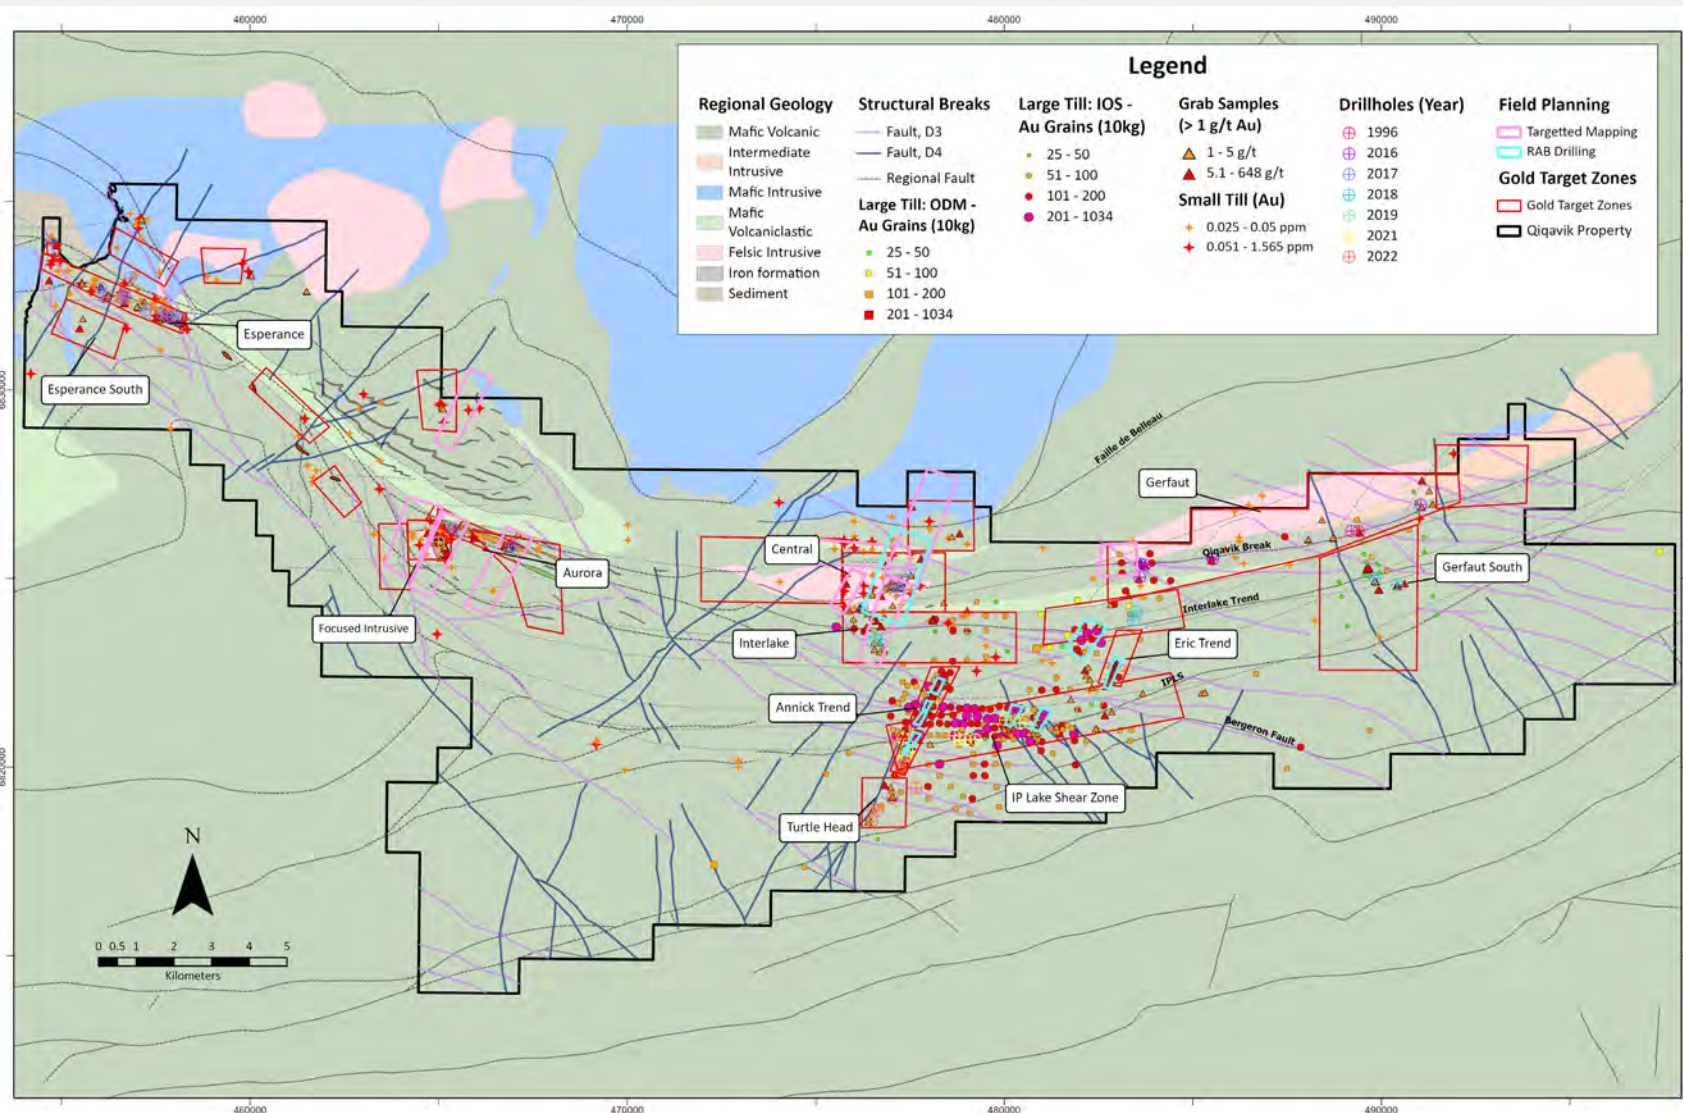 460000
470000
480000
490000
Legend
Regional Geology
Mafic Volcanic
Intermediate
Intrusive
Mafic Intrusive
Mafic
Volcaniclastic
Felsic Intrusive
Iron formation
Sediment
Structural Breaks
Fault, D3
Fault, D4
Regional Fault
Large Till: ODM -
Au Grains (10kg)
25 - 50
51 - 100
101 - 200
201 - 1034
Large Till: IOS -
Au Grains (10kg)
25 - 50
51 - 100
101 - 200
201 - 1034
Grab Samples
(> 1 g/t Au)
1 - 5 g/t
5.1 - 648 g/t
Small Till (Au)
0.025 - 0.05 ppm
0.051 - 1.565 ppm
Drillholes (Year)
1996
2016
2017
2018
2019
2021
2022
Field Planning
Targetted Mapping
RAB Drilling
Gold Target Zones
Gold Target Zones
Qiqavik Property
Esperance
Esperance South
Faille de Belleau
Gerfaut
Central
Qiqavik Break
Aurora
Gerfaut South
Interlake Trend
Focused Intrusive
Interlake
Eric Trend
IPLS
Annick Trend
Bergeron Fault
IP Lake Shear Zone
Turtle Head
N
0 0.5 1 2 3 4 5
Kilometers
460000
470000
480000
490000